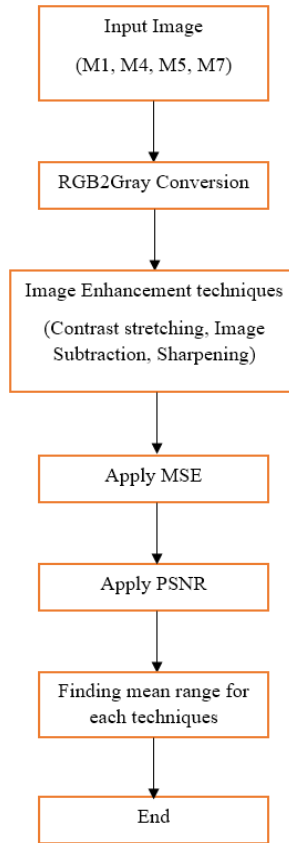 Input Image
(M1, M4, M5, M7)
RGB2Gray Conversion
Image Enhancement techniques
(Contrast stretching, Image
Subtraction, Sharpening)
Apply MSE
Apply PSNR
Finding mean range for
each techniques
End